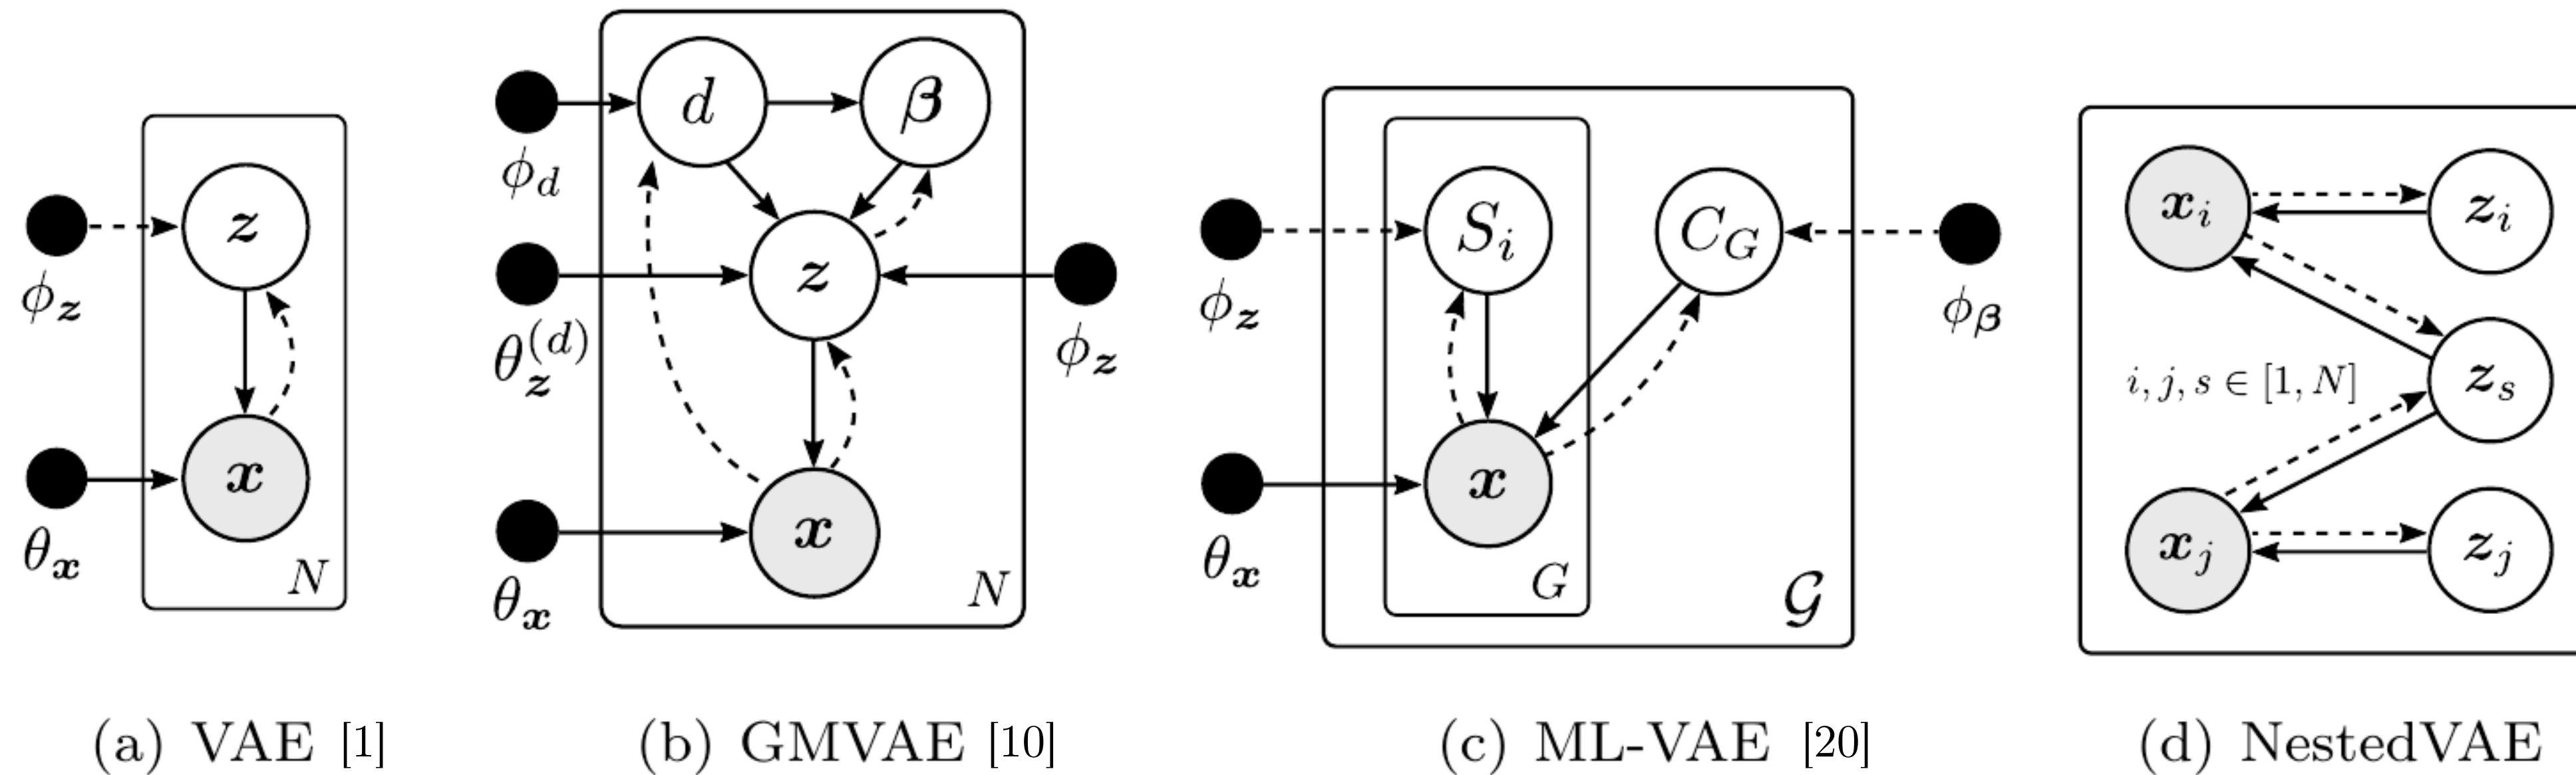 z
ϕ_z
x
θ_x
N
(a) VAE [1]
d
β
ϕ_d
z
θ_z^{(d)}
ϕ_z
x
θ_x
N
(b) GMVAE [10]
S_i
C_G
ϕ_z
ϕ_β
x
θ_x
G
𝒢
(c) ML-VAE [20]
x_i
z_i
i, j, s ∈ [1, N]
z_s
x_j
z_j
(d) NestedVAE